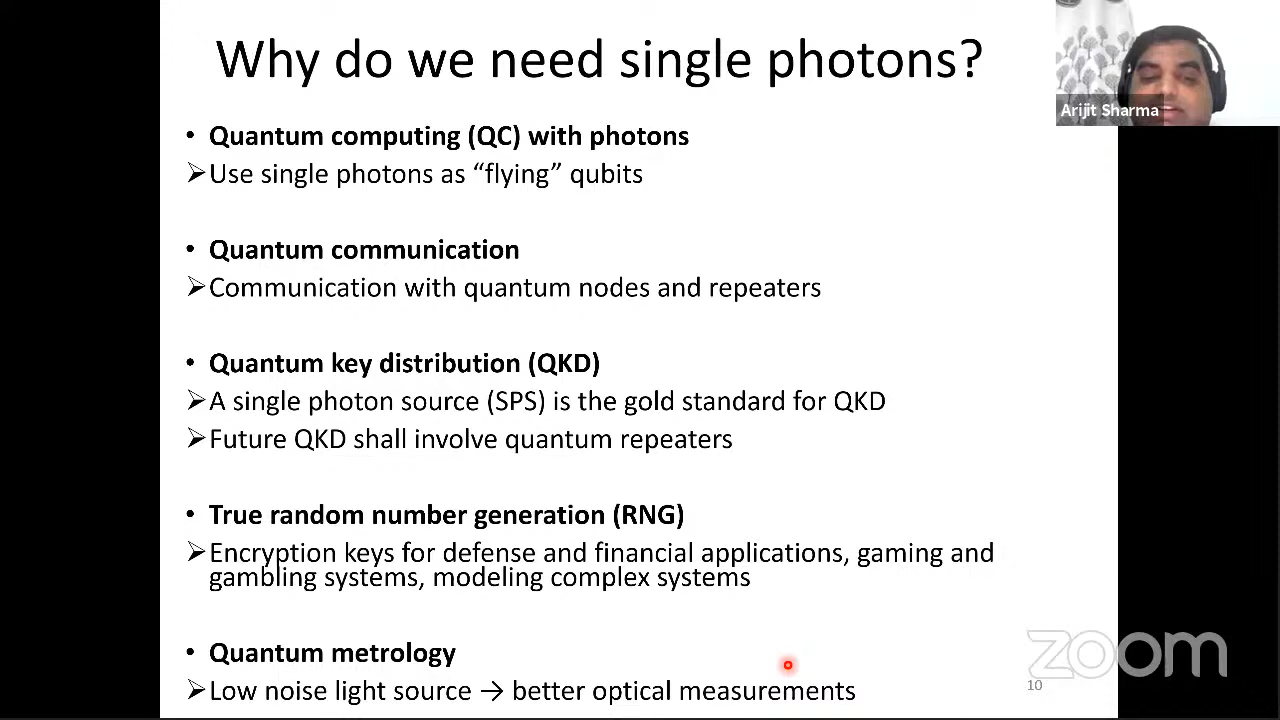 Why do we need single photons?
Arijit Sharma
• Quantum computing (QC) with photons
➢Use single photons as “flying” qubits
• Quantum communication
➢Communication with quantum nodes and repeaters
• Quantum key distribution (QKD)
➢A single photon source (SPS) is the gold standard for QKD
➢Future QKD shall involve quantum repeaters
• True random number generation (RNG)
➢Encryption keys for defense and financial applications, gaming and
gambling systems, modeling complex systems
• Quantum metrology
➢Low noise light source → better optical measurements
zoom
10